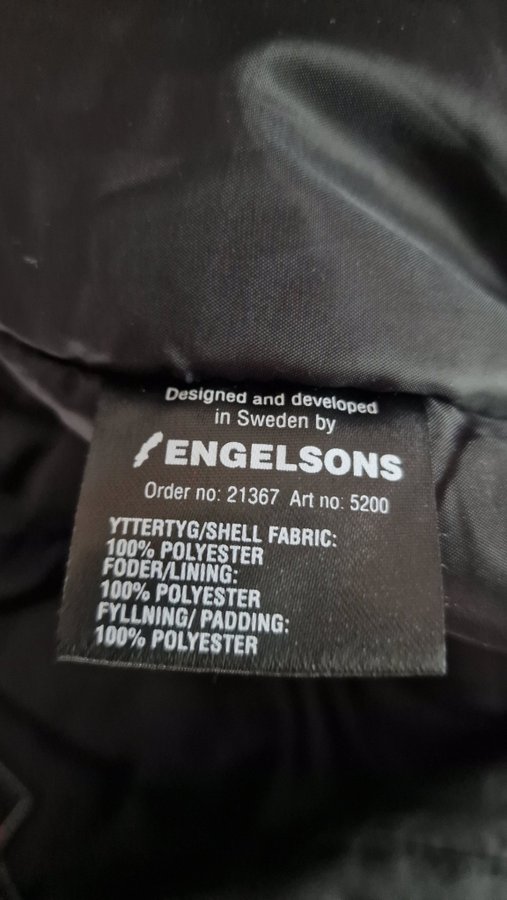 Designed and developed
in Sweden by
ENGELSONS
Order no: 21367 Art no: 5200
YTTERTYG/SHELL FABRIC:
100% POLYESTER
FODER/LINING:
100% POLYESTER
FYLLNING/ PADDING:
100% POLYESTER